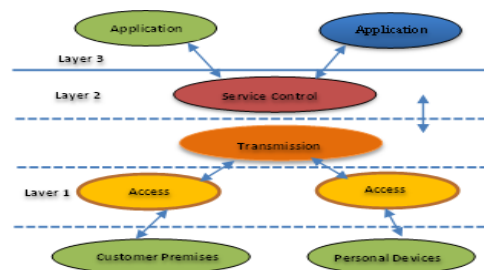 Application
Application
Layer 3
Layer 2
Service Control
Transmission
Layer 1
Access
Access
Customer Premises
Personal Devices